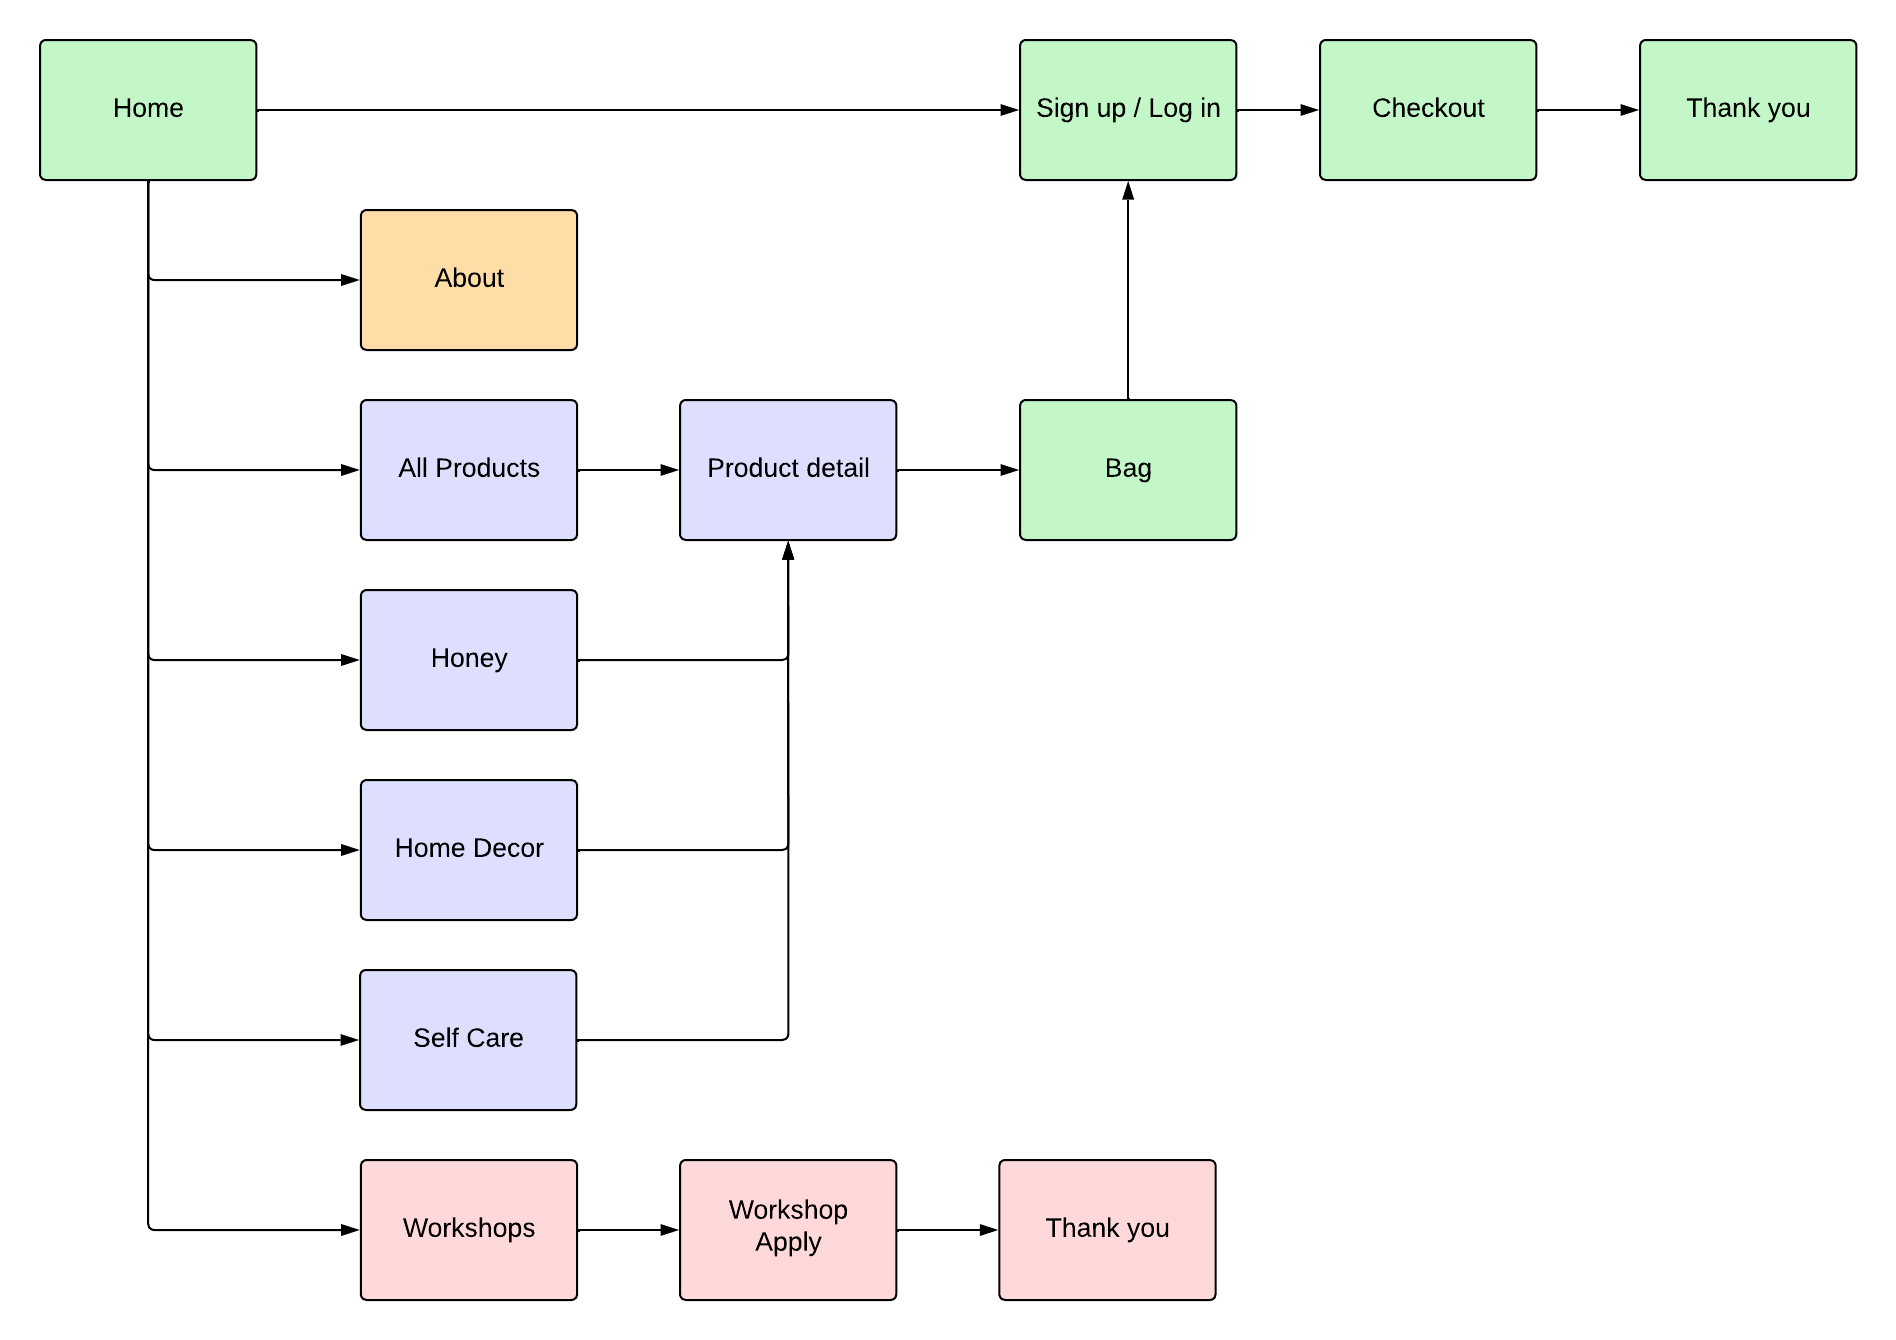 Home
Sign up / Log in
Checkout
Thank you
About
All Products
Product detail
Bag
Honey
Home Decor
Self Care
Workshops
Workshop
Apply
Thank you